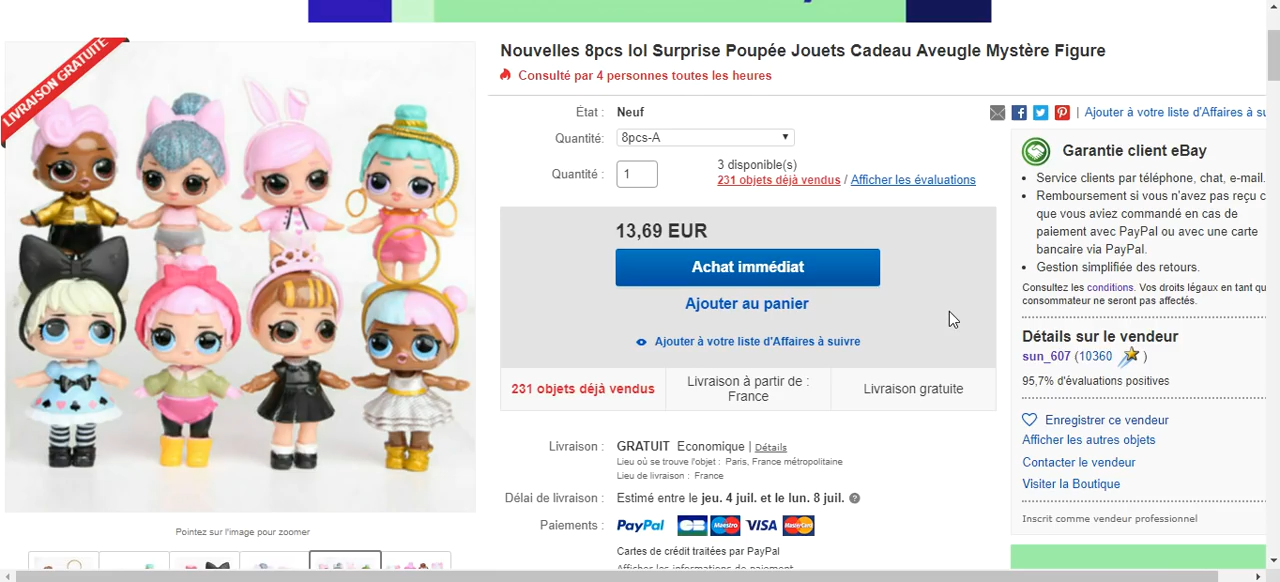 LIVRAISON GRATUITE
Nouvelles 8pcs lol Surprise Poupée Jouets Cadeau Aveugle Mystère Figure
Consulté par 4 personnes toutes les heures
État : Neuf
Quantité: 8pcs-A
Quantité : 1
3 disponible(s)
231 objets déjà vendus / Afficher les évaluations
13,69 EUR
Achat immédiat
Ajouter au panier
Ajouter à votre liste d'Affaires à suivre
231 objets déjà vendus
Livraison à partir de :
France
Livraison gratuite
Livraison : GRATUIT Economique | Détails
Lieu où se trouve l'objet : Paris, France métropolitaine
Lieu de livraison : France
Délai de livraison : Estimé entre le jeu. 4 juil. et le lun. 8 juil.
Paiements : PayPal CB Maestro VISA MasterCard
Cartes de crédit traitées par PayPal
Afficher les informations de paiement
Pointez sur l'image pour zoomer
| Ajouter à votre liste d'Affaires à su
Garantie client eBay
Service clients par téléphone, chat, e-mail.
Remboursement si vous n'avez pas reçu c
que vous aviez commandé en cas de
paiement avec PayPal ou avec une carte
bancaire via PayPal.
Gestion simplifiée des retours.
Consultez les conditions. Vos droits légaux en tant qu
consommateur ne seront pas affectés.
Détails sur le vendeur
sun_607 (10360 )
95,7% d'évaluations positives
Enregistrer ce vendeur
Afficher les autres objets
Contacter le vendeur
Visiter la Boutique
Inscrit comme vendeur professionnel